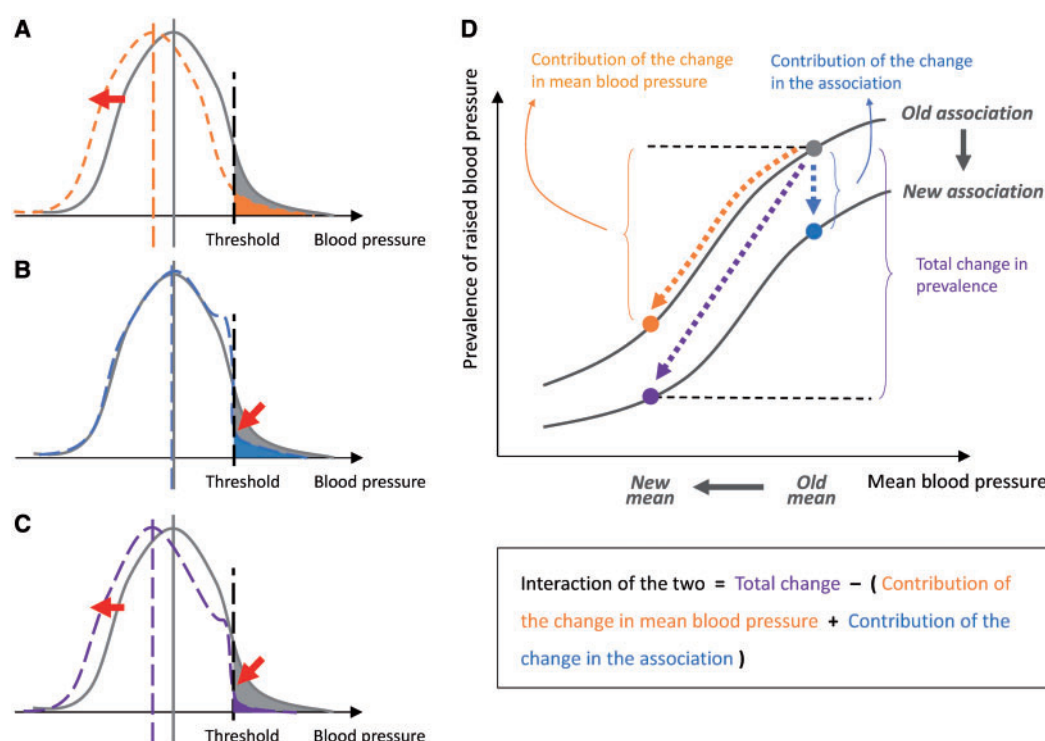 A
Threshold
Blood pressure
B
Threshold
Blood pressure
C
Threshold
Blood pressure
D
Contribution of the change
in mean blood pressure
Contribution of the change
in the association
Prevalence of raised blood pressure
Old association
New association
Total change in
prevalence
New
mean
Old
mean
Mean blood pressure
Interaction of the two = Total change – ( Contribution of
the change in mean blood pressure + Contribution of the
change in the association )